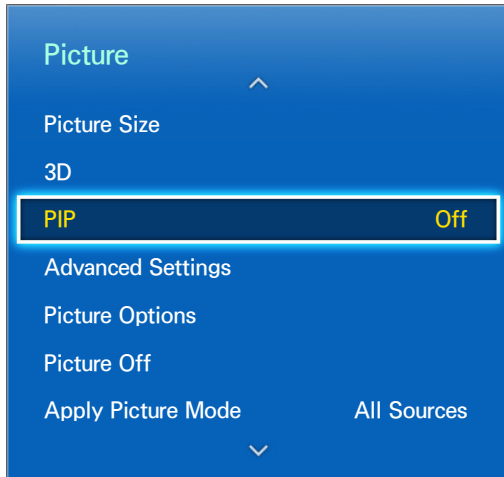 Picture
Picture Size
3D
PIP Off
Advanced Settings
Picture Options
Picture Off
Apply Picture Mode All Sources